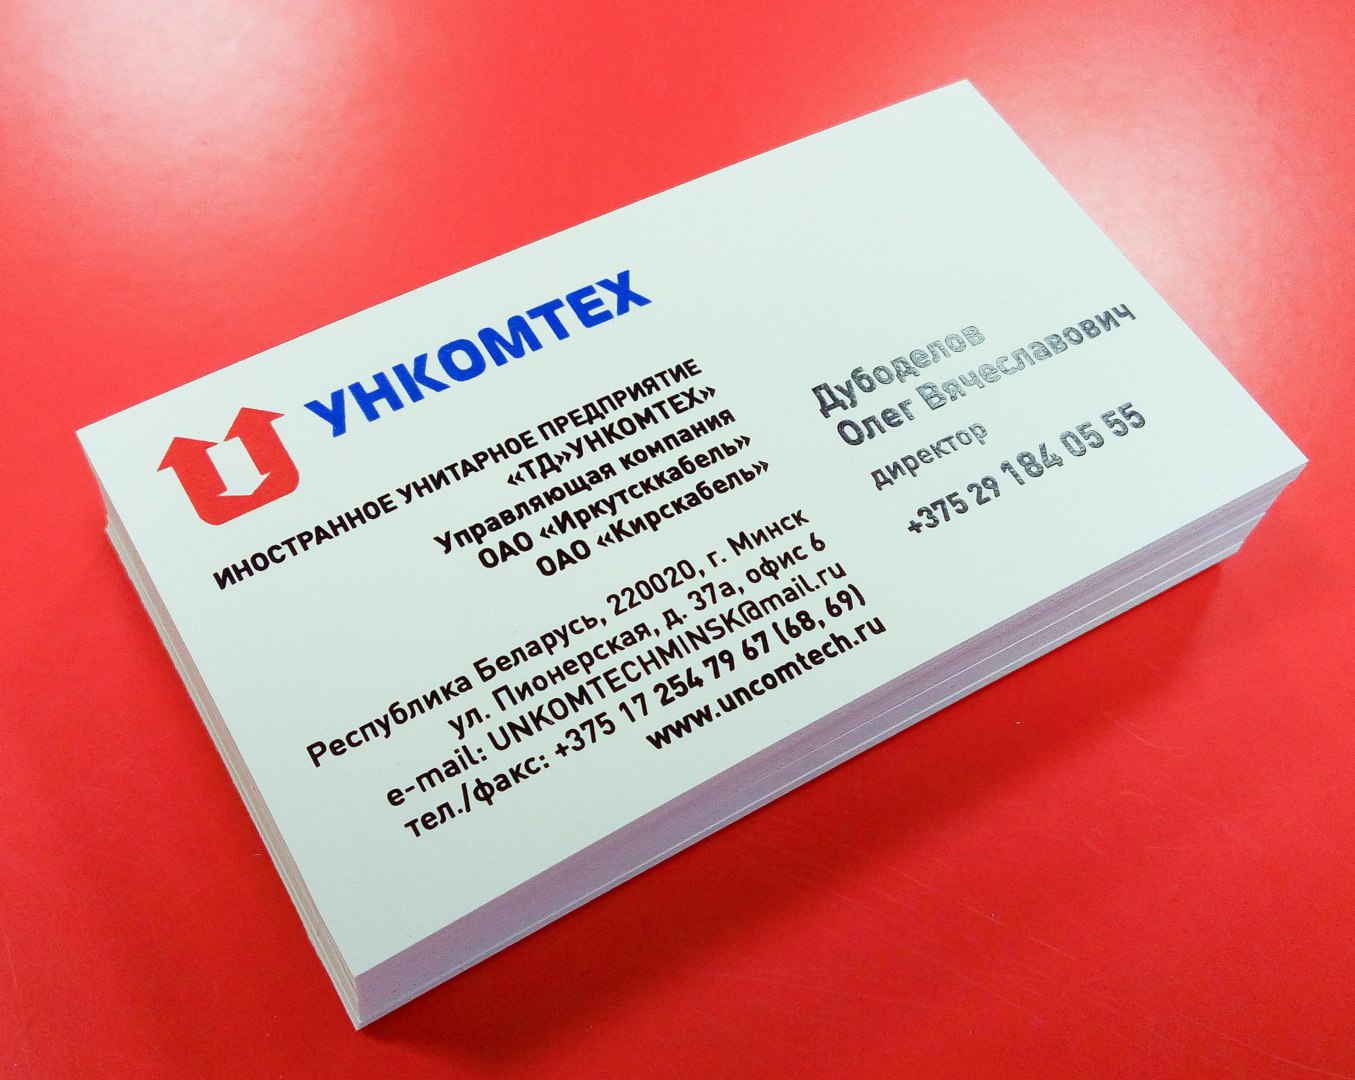 УНКОМТЕХ
ИНОСТРАННОЕ УНИТАРНОЕ ПРЕДПРИЯТИЕ
«ТД»УНКОМТЕХ»
Управляющая компания
ОАО «Иркутсккабель»
ОАО «Кирскабель»
Республика Беларусь, 220020, г. Минск
ул. Пионерская, д. 37а, офис 6
e-mail: UNKOMTECHMINSK@mail.ru
тел./факс: +375 17 254 79 67 (68, 69)
www.uncomtech.ru
Дубоделов
Олег Вячеславович
директор
+375 29 184 05 55